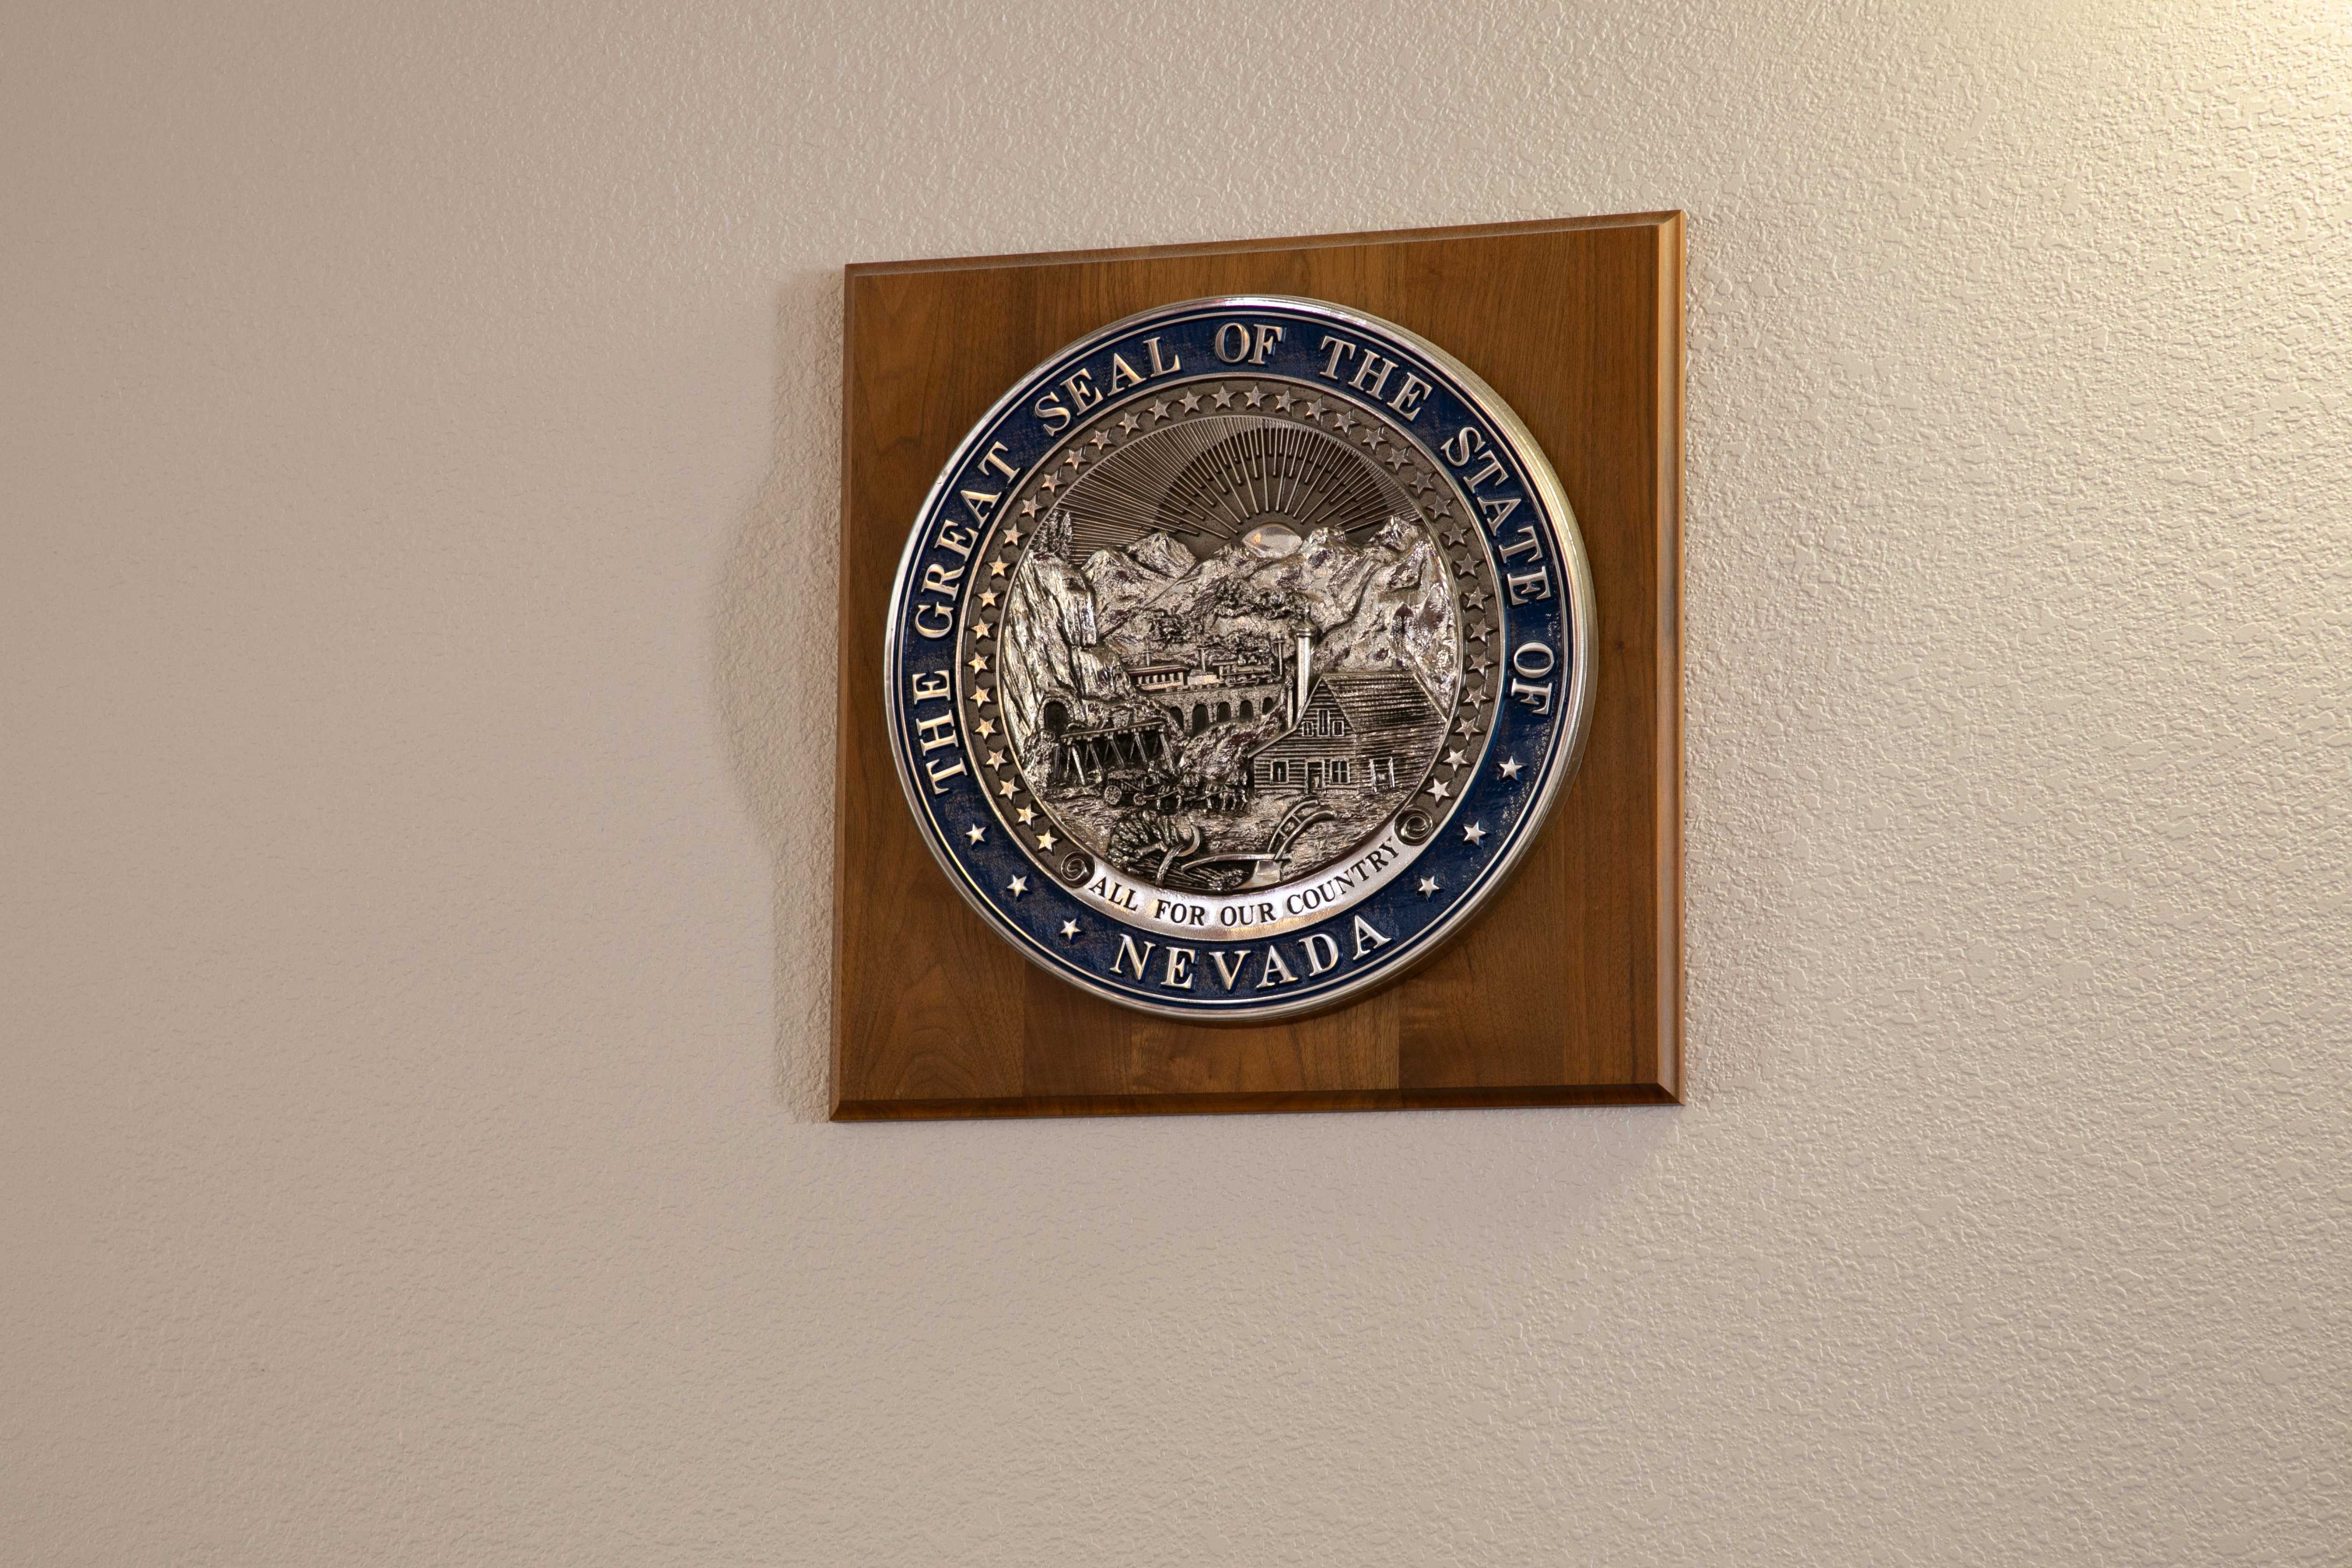 THE GREAT SEAL OF THE STATE OF
NEVADA
ALL FOR OUR COUNTRY